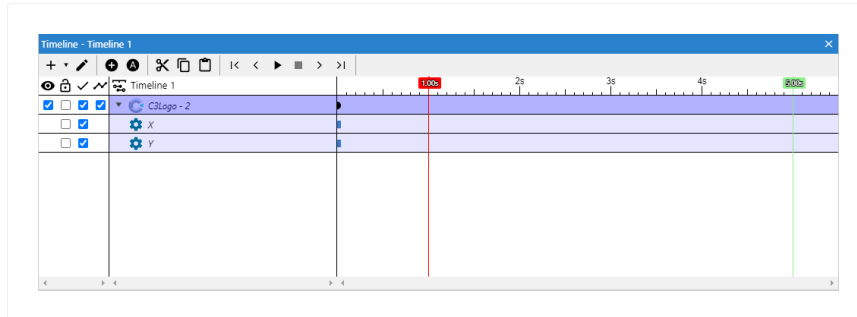 Timeline - Timeline 1
Timeline 1
1.00s 2s 3s 4s 5.00s
C3Logo - 2
X
Y